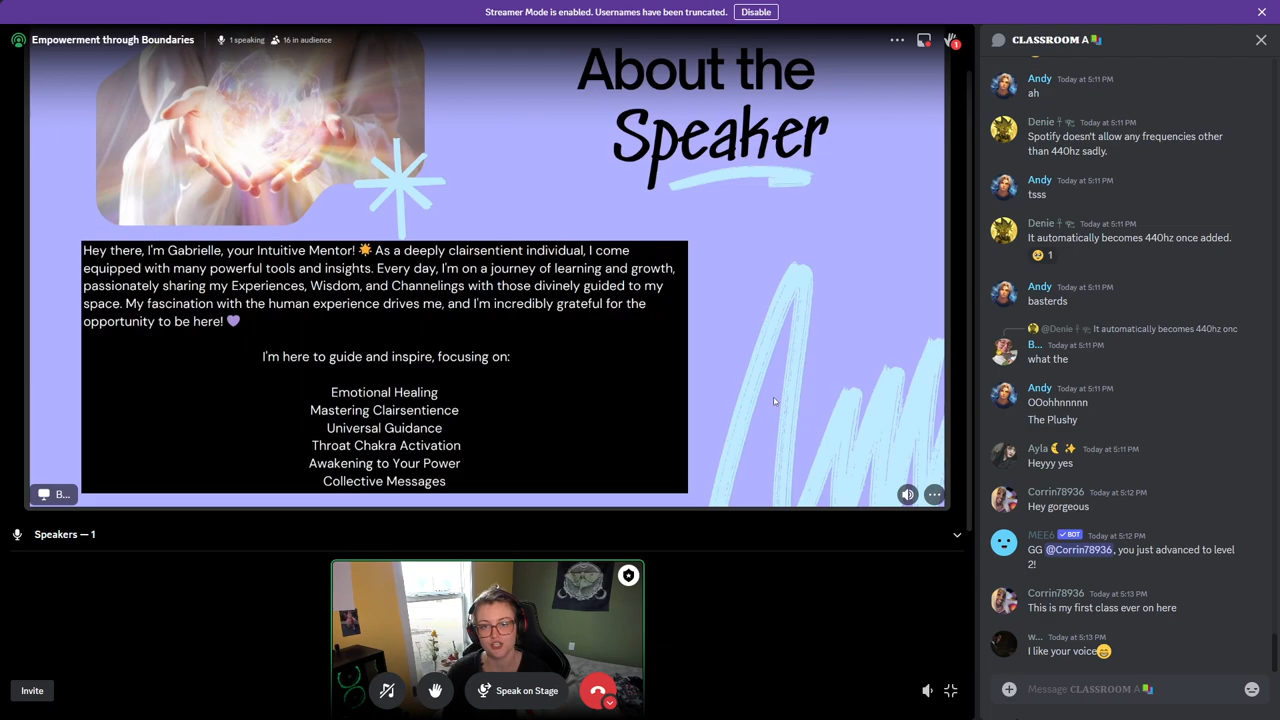 Streamer Mode is enabled. Usernames have been truncated. Disable
Empowerment through Boundaries
1 speaking
16 in audience
1
About the
Speaker
Hey there, I'm Gabrielle, your Intuitive Mentor! 🌟 As a deeply clairsentient individual, I come
equipped with many powerful tools and insights. Every day, I'm on a journey of learning and growth,
passionately sharing my Experiences, Wisdom, and Channelings with those divinely guided to my
space. My fascination with the human experience drives me, and I'm incredibly grateful for the
opportunity to be here! 💜
I'm here to guide and inspire, focusing on:
Emotional Healing
Mastering Clairsentience
Universal Guidance
Throat Chakra Activation
Awakening to Your Power
Collective Messages
B...
Speakers — 1
Speak on Stage
Invite
CLASSROOM A
Andy Today at 5:11 PM
ah
Denie Today at 5:11 PM
Spotify doesn't allow any frequencies other
than 440hz sadly.
Andy Today at 5:11 PM
tsss
Denie Today at 5:11 PM
It automatically becomes 440hz once added.
🥺 1
Andy Today at 5:11 PM
basterds
@Denie It automatically becomes 440hz onc
B... Today at 5:11 PM
what the
Andy Today at 5:11 PM
OOohhnnnnn
The Plushy
Ayla 🌙 ✨ Today at 5:11 PM
Heyyy yes
Corrin78936 Today at 5:12 PM
Hey gorgeous
MEE6 ✓ BOT Today at 5:12 PM
GG @Corrin78936, you just advanced to level
2!
Corrin78936 Today at 5:13 PM
This is my first class ever on here
w... Today at 5:13 PM
I like your voice😁
Message CLASSROOM A